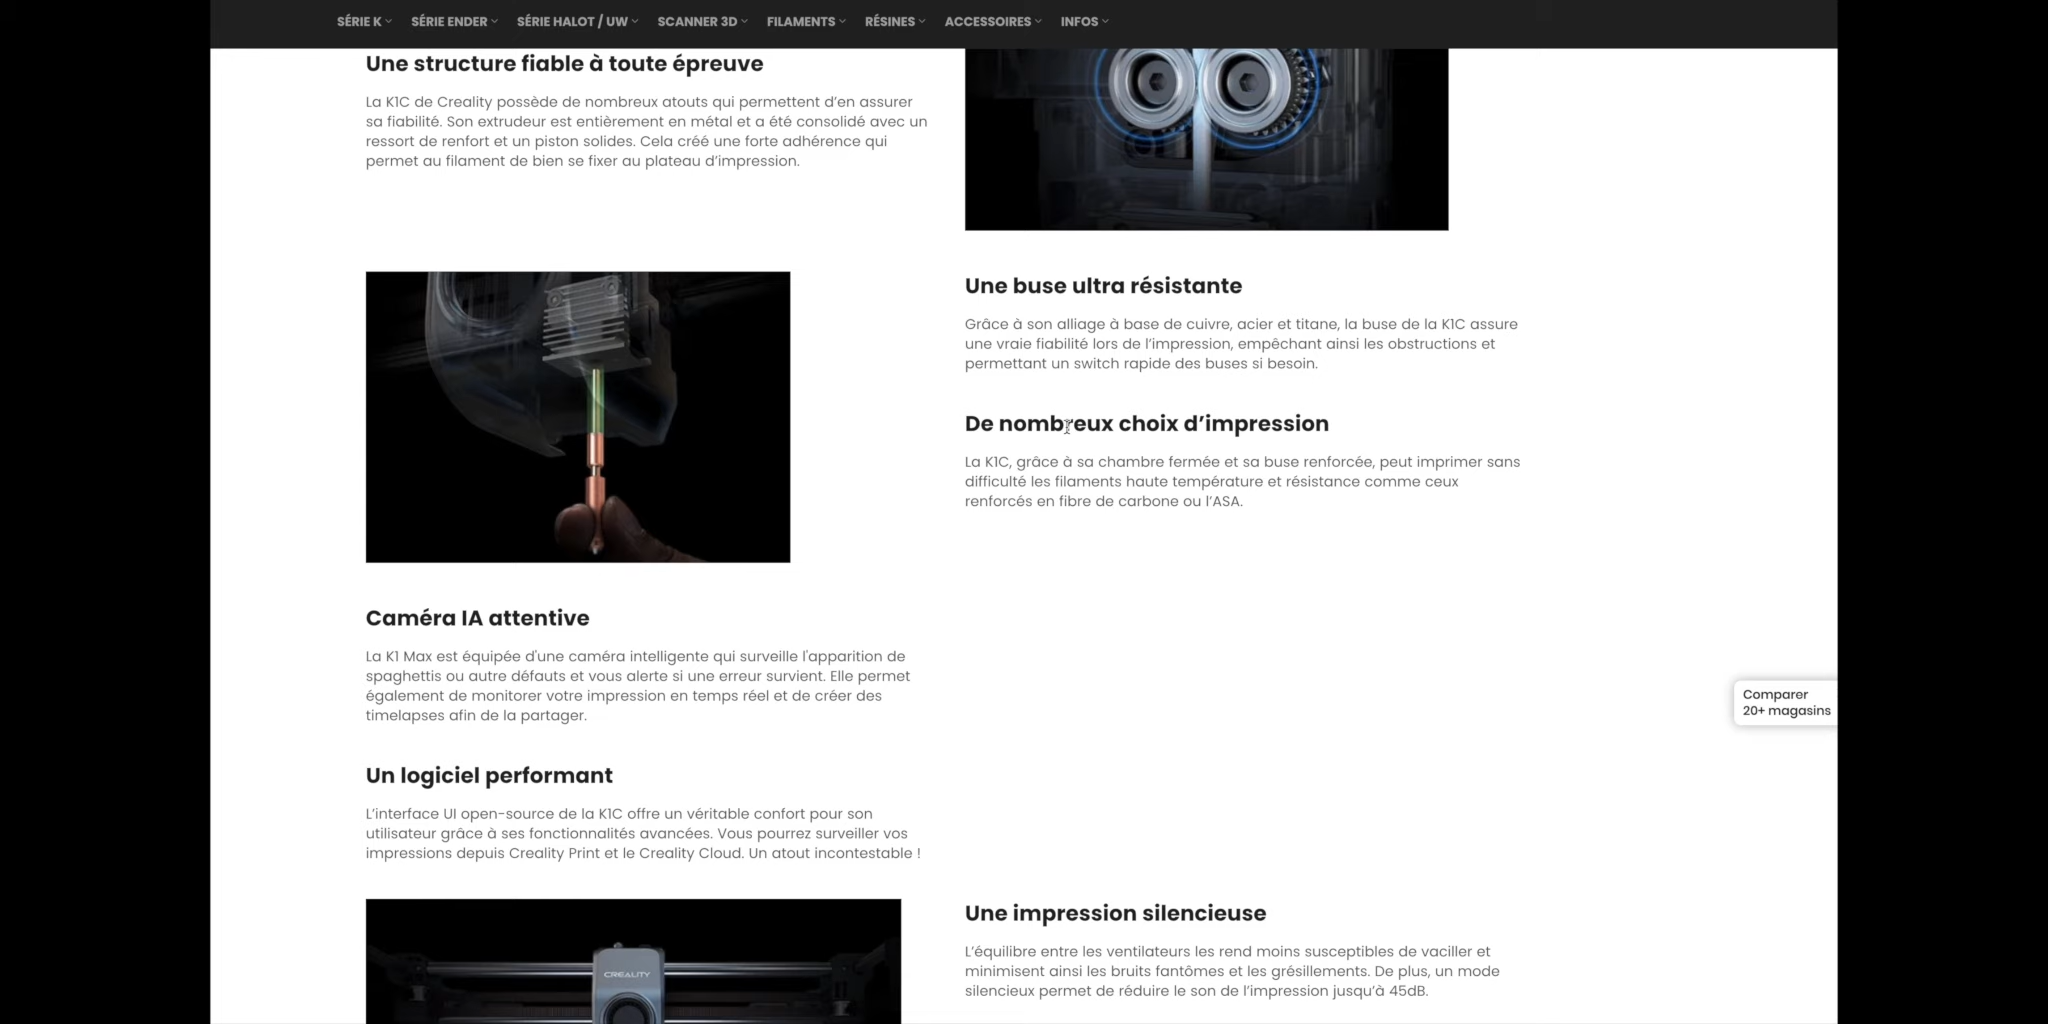 SÉRIE K
SÉRIE ENDER
SÉRIE HALOT / UW
SCANNER 3D
FILAMENTS
RÉSINES
ACCESSOIRES
INFOS
Une structure fiable à toute épreuve
La K1C de Creality possède de nombreux atouts qui permettent d’en assurer
sa fiabilité. Son extrudeur est entièrement en métal et a été consolidé avec un
ressort de renfort et un piston solides. Cela créé une forte adhérence qui
permet au filament de bien se fixer au plateau d’impression.
Une buse ultra résistante
Grâce à son alliage à base de cuivre, acier et titane, la buse de la K1C assure
une vraie fiabilité lors de l’impression, empêchant ainsi les obstructions et
permettant un switch rapide des buses si besoin.
De nombreux choix d’impression
La K1C, grâce à sa chambre fermée et sa buse renforcée, peut imprimer sans
difficulté les filaments haute température et résistance comme ceux
renforcés en fibre de carbone ou l’ASA.
Caméra IA attentive
La K1 Max est équipée d'une caméra intelligente qui surveille l'apparition de
spaghettis ou autre défauts et vous alerte si une erreur survient. Elle permet
également de monitorer votre impression en temps réel et de créer des
timelapses afin de la partager.
Comparer
20+ magasins
Un logiciel performant
L’interface UI open-source de la K1C offre un véritable confort pour son
utilisateur grâce à ses fonctionnalités avancées. Vous pourrez surveiller vos
impressions depuis Creality Print et le Creality Cloud. Un atout incontestable !
CREALITY
Une impression silencieuse
L’équilibre entre les ventilateurs les rend moins susceptibles de vaciller et
minimisent ainsi les bruits fantômes et les grésillements. De plus, un mode
silencieux permet de réduire le son de l’impression jusqu’à 45dB.